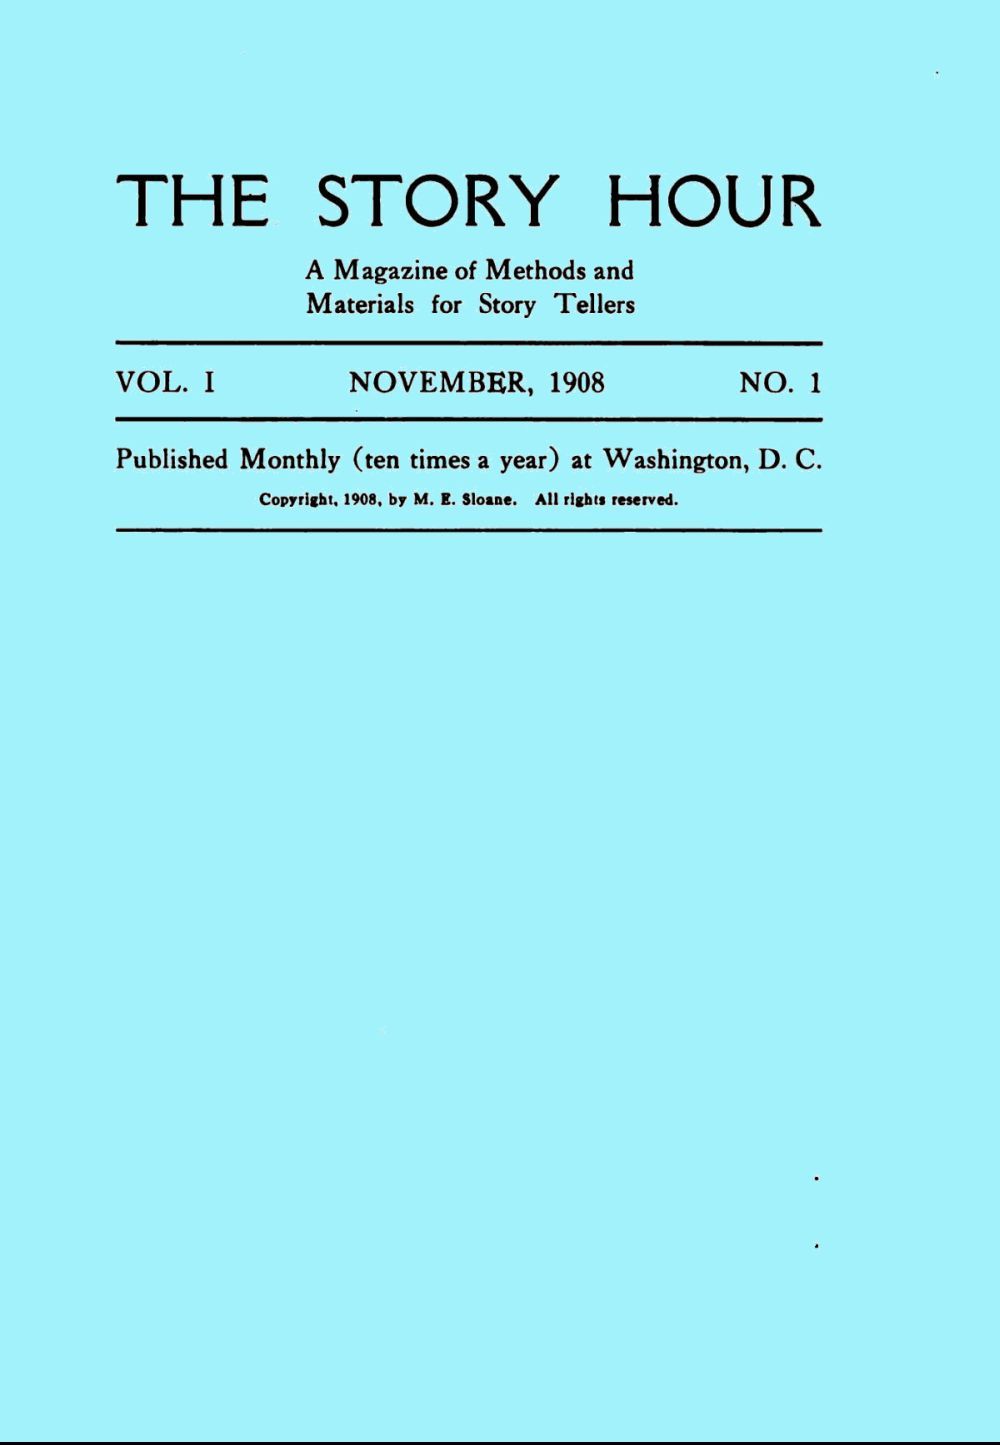 THE STORY HOUR
A Magazine of Methods and
Materials for Story Tellers
VOL. I NOVEMBER, 1908 NO. 1
Published Monthly (ten times a year) at Washington, D. C.
Copyright, 1908, by M. E. Sloane. All rights reserved.